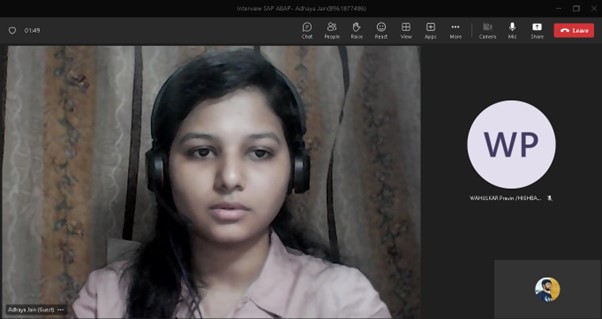 Interview SAP ABAP- Adhaya Jain(8961877486)
01:49
Chat People Raise React View Apps More Camera Mic Share Leave
WP
WAHULKAR Pravin /HISHBA...
Adhaya Jain (Guest) ...